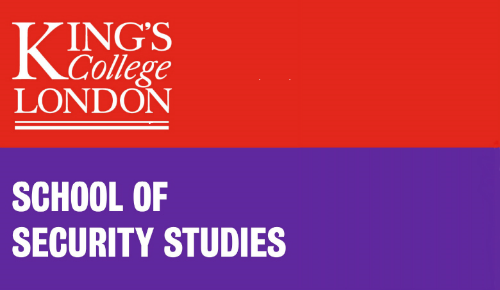 KING'S
College
LONDON
SCHOOL OF
SECURITY STUDIES